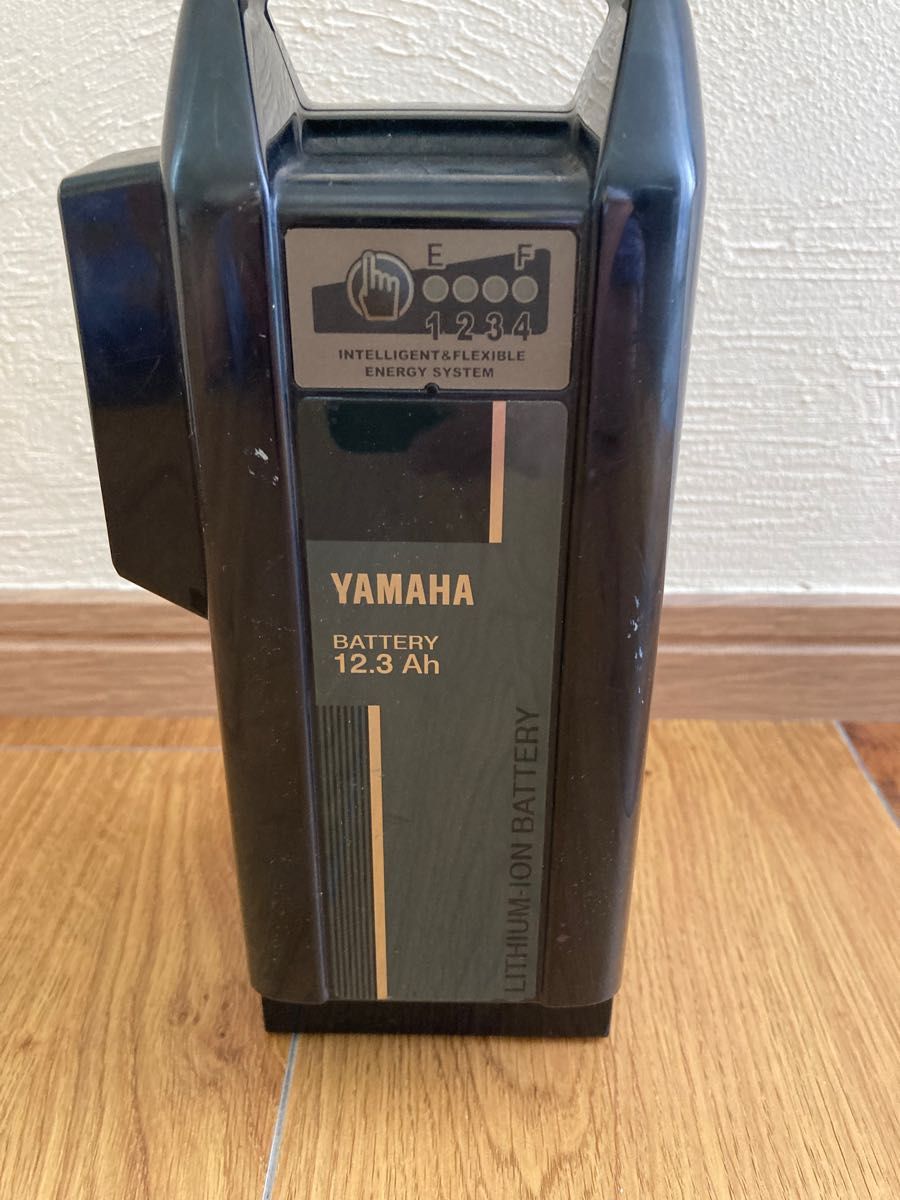 E F
1 2 3 4
INTELLIGENT&FLEXIBLE
ENERGY SYSTEM
YAMAHA
BATTERY
12.3 Ah
LITHIUM-ION BATTERY